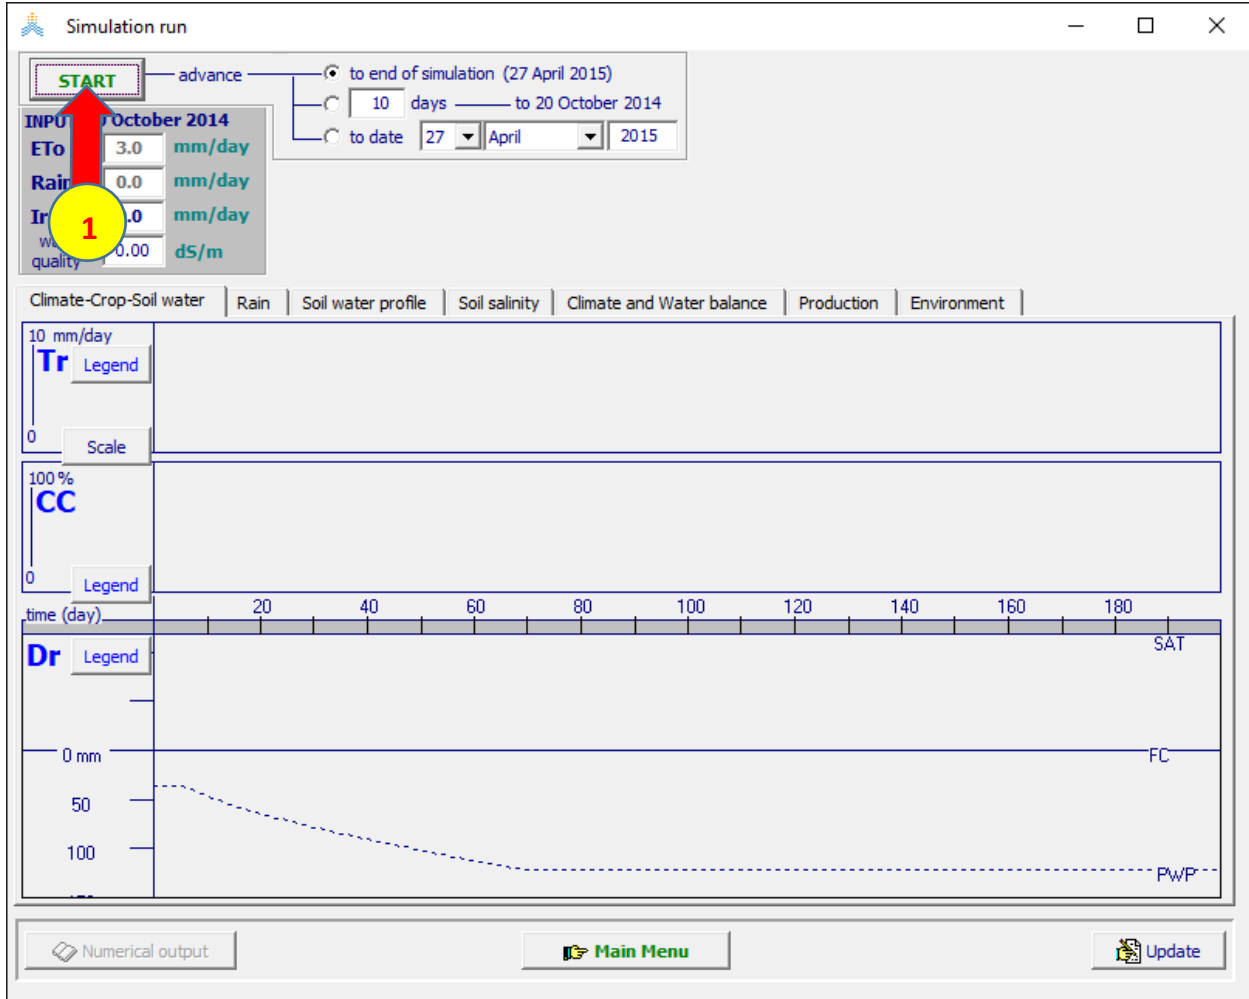 Simulation run
START
advance
to end of simulation (27 April 2015)
10 days to 20 October 2014
to date 27 April 2015
October 2014
ETo 3.0 mm/day
Rain 0.0 mm/day
mm/day
1
quality 0.00 dS/m
Climate-Crop-Soil water Rain Soil water profile Soil salinity Climate and Water balance Production Environment
10 mm/day
Tr Legend
0
Scale
100 %
CC
0
Legend
time (day) 20 40 60 80 100 120 140 160 180
Dr Legend
SAT
0 mm FC
50
100
PWP
Numerical output Main Menu Update